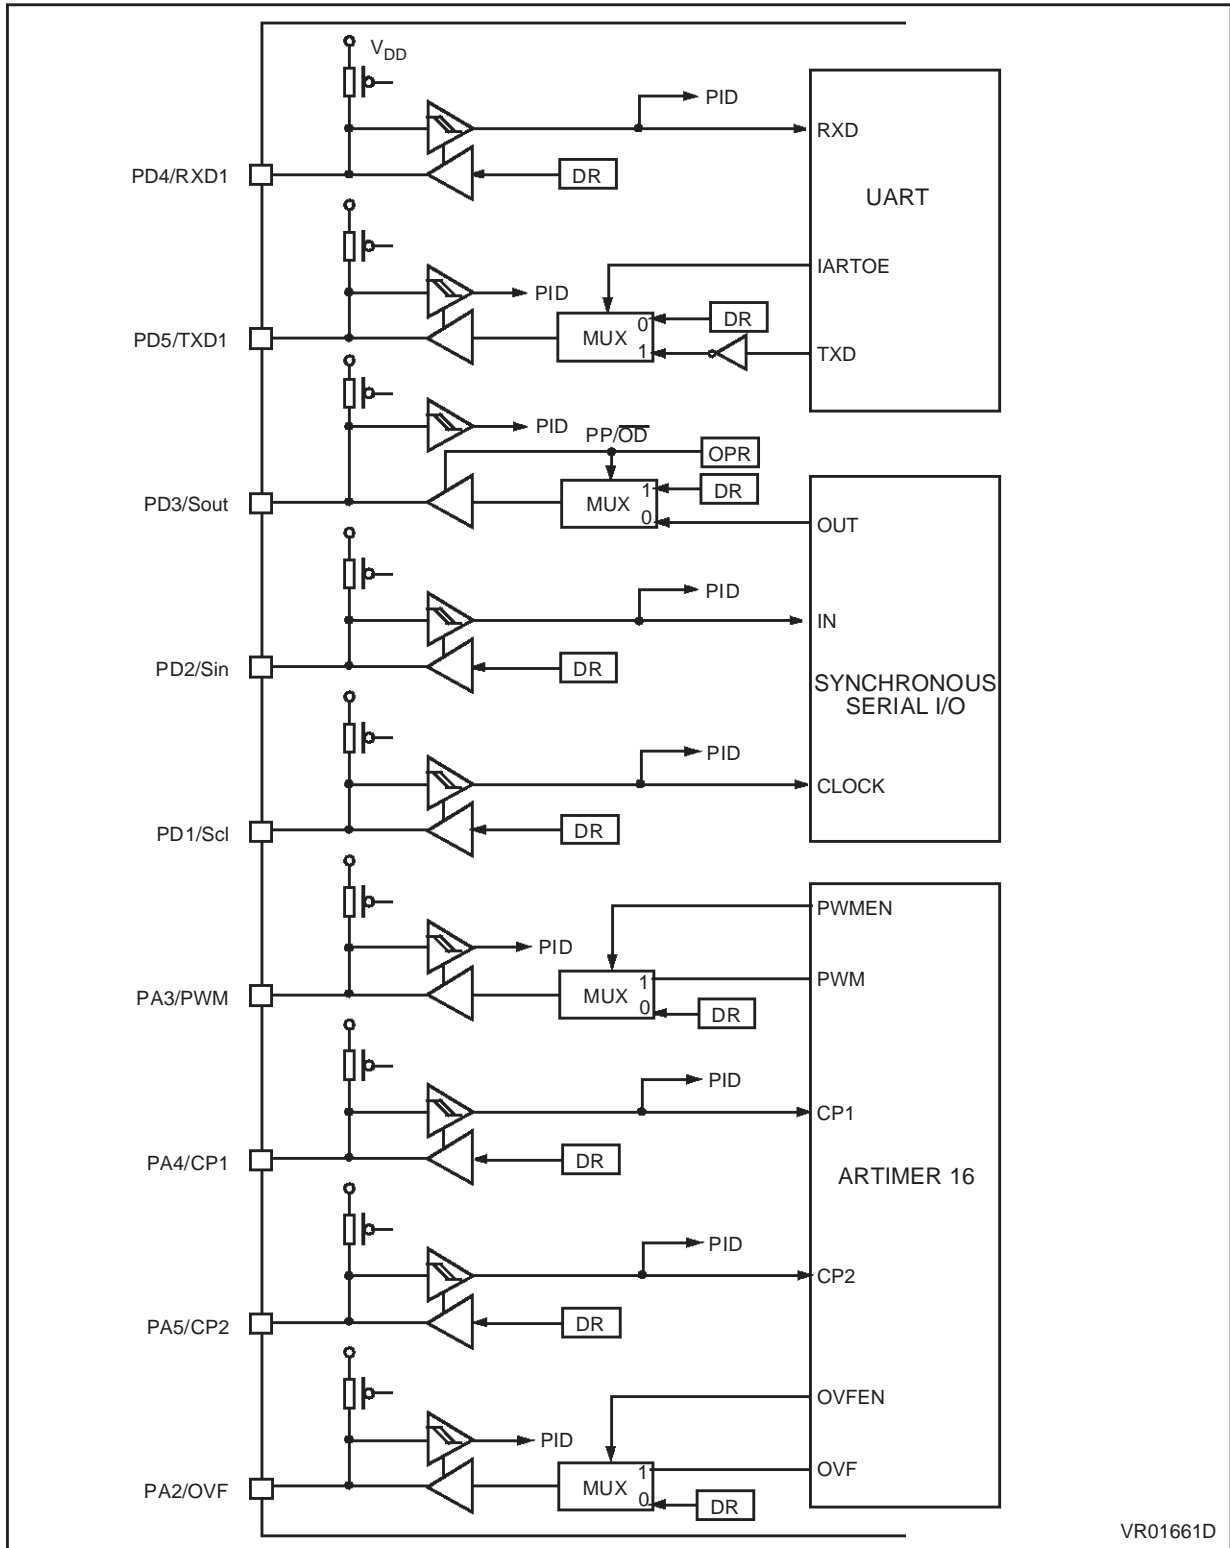 VDD
PID
RXD
PD4/RXD1
DR
UART
IARTOE
PID
DR
0
PD5/TXD1
MUX
1
TXD
PID
PP/OD
OPR
DR
1
PD3/Sout
MUX
0
OUT
PID
IN
PD2/Sin
DR
SYNCHRONOUS
SERIAL I/O
PID
CLOCK
PD1/Scl
DR
PWMEN
PID
1
PWM
PA3/PWM
MUX
0
DR
PID
CP1
PA4/CP1
DR
ARTIMER 16
PID
CP2
PA5/CP2
DR
OVFEN
PID
1
OVF
PA2/OVF
MUX
0
DR
VR01661D